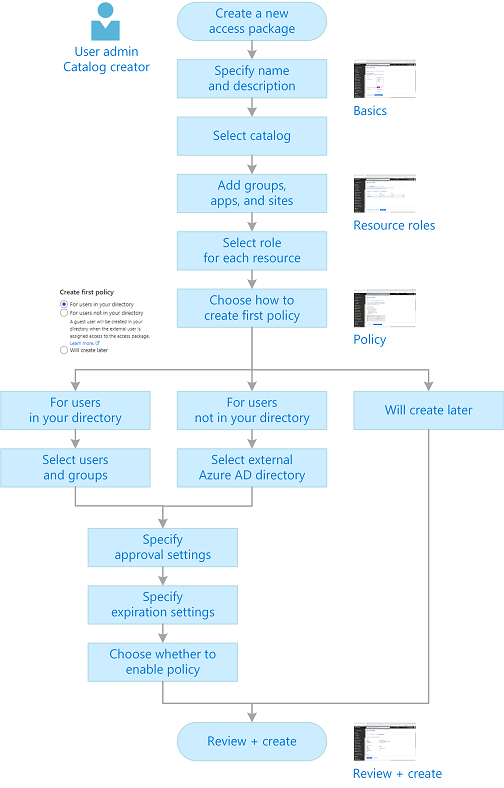 Create a new
access package
User admin
Catalog creator
Specify name
and description
Basics
Select catalog
Add groups,
apps, and sites
Resource roles
Select role
for each resource
Create first policy
For users in your directory
For users not in your directory
A guest user will be created in your
directory when the external user is
assigned access to the access package.
Learn more.
Will create later
Choose how to
create first policy
Policy
For users
in your directory
For users
not in your directory
Will create later
Select users
and groups
Select external
Azure AD directory
Specify
approval settings
Specify
expiration settings
Choose whether to
enable policy
Review + create
Review + create